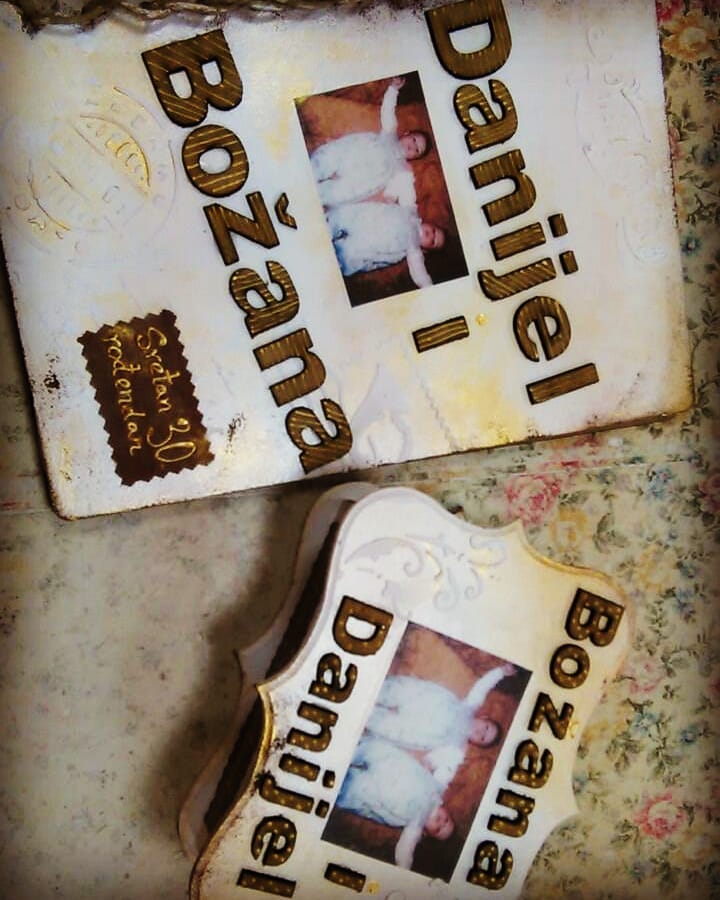 Danijel
i
Božana
Sretan 30
rođendan
Božana
Danijel
i